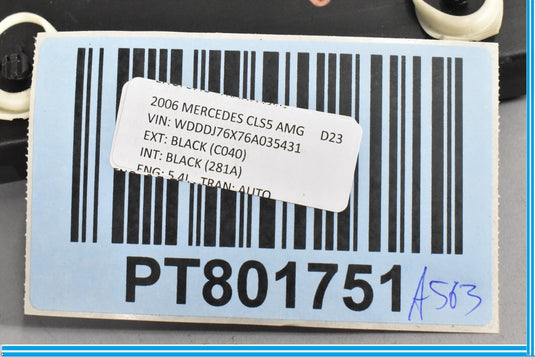 2006 MERCEDES CLS5 AMG D23
VIN: WDDDJ76X76A035431
EXT: BLACK (C040)
INT: BLACK (281A)
ENG: 5.4L, TRAN: AUTO
PT801751
A503